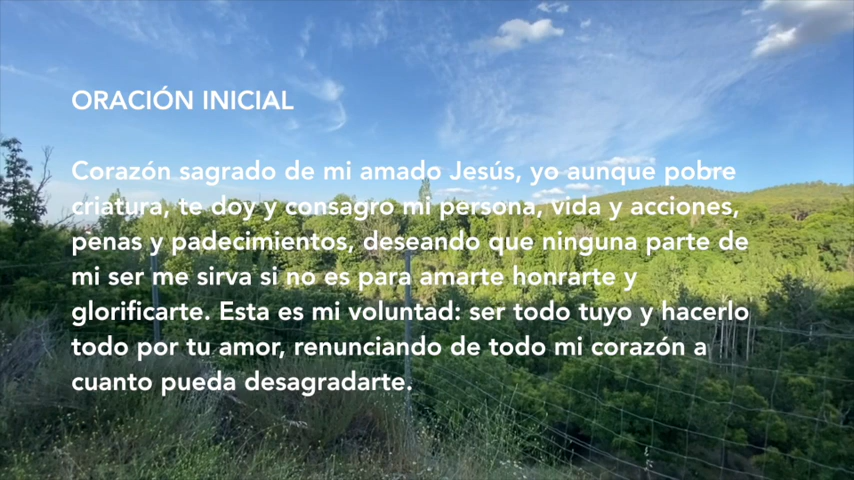 ORACIÓN INICIAL
Corazón sagrado de mi amado Jesús, yo aunque pobre
criatura, te doy y consagro mi persona, vida y acciones,
penas y padecimientos, deseando que ninguna parte de
mi ser me sirva si no es para amarte honrarte y
glorificarte. Esta es mi voluntad: ser todo tuyo y hacerlo
todo por tu amor, renunciando de todo mi corazón a
cuanto pueda desagradarte.